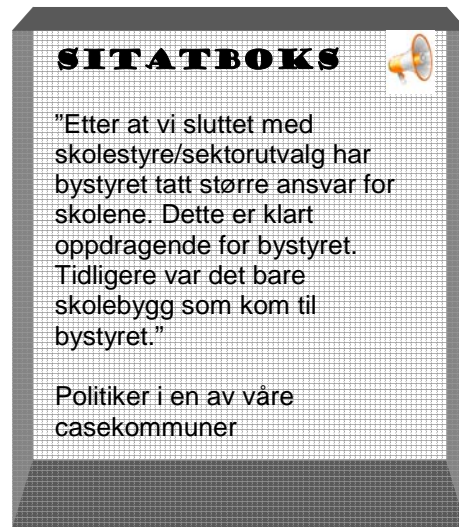 SITATBOKS
”Etter at vi sluttet med
skolestyre/sektorutvalg har
bystyret tatt større ansvar for
skolene. Dette er klart
oppdragende for bystyret.
Tidligere var det bare
skolebygg som kom til
bystyret.”
Politiker i en av våre
casekommuner